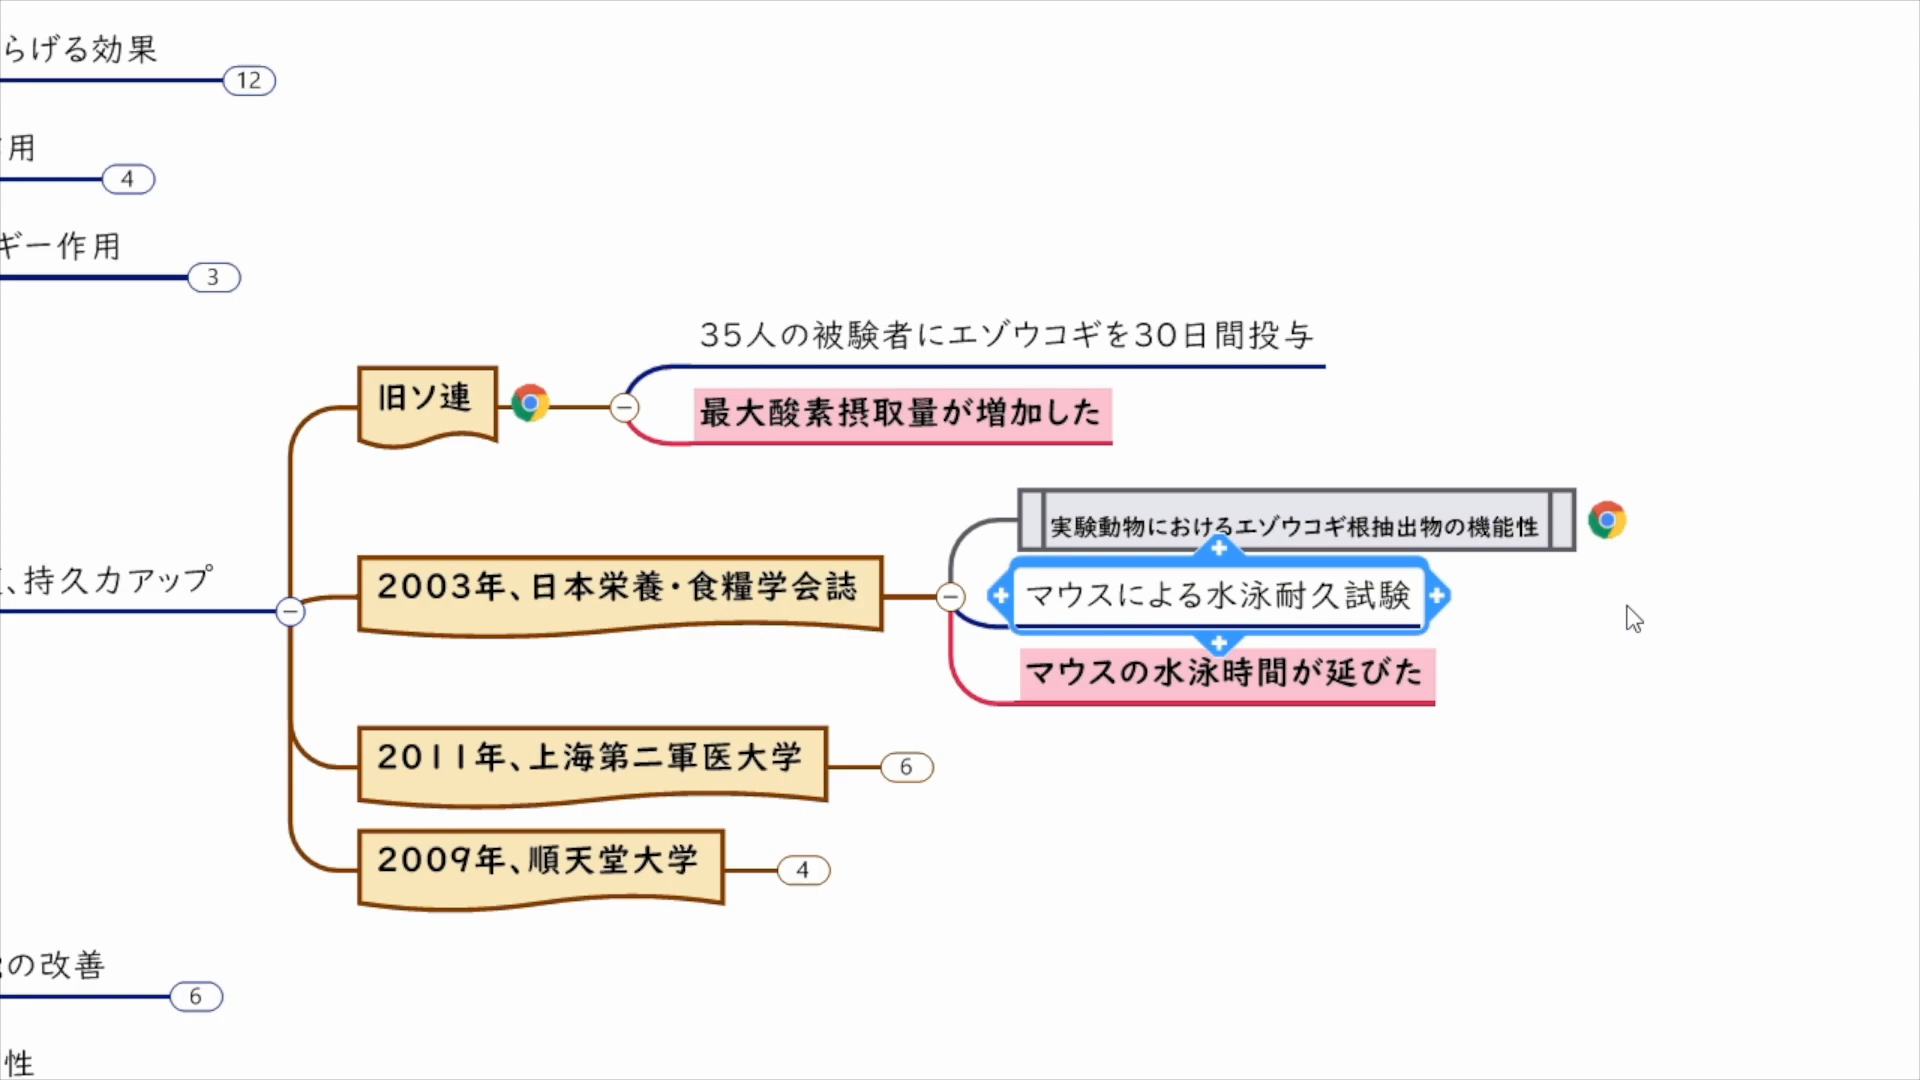 らげる効果
12
用
4
ギー作用
3
35人の被験者にエゾウコギを30日間投与
旧ソ連
最大酸素摂取量が増加した
実験動物におけるエゾウコギ根抽出物の機能性
、持久力アップ
2003年、日本栄養・食糧学会誌
マウスによる水泳耐久試験
マウスの水泳時間が延びた
2011年、上海第二軍医大学
6
2009年、順天堂大学
4
の改善
6
性